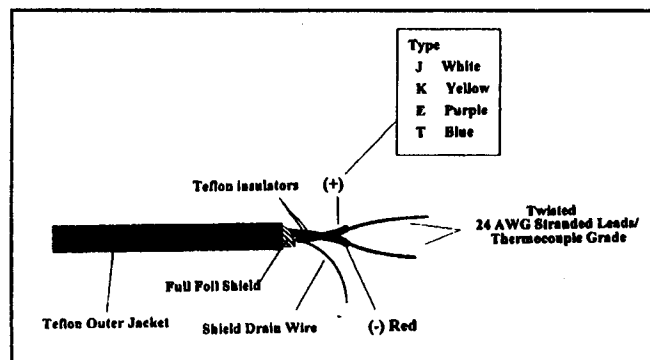 Type
J White
K Yellow
E Purple
T Blue
Teflon insulators
(+)
Twisted
24 AWG Stranded Leads/
Thermocouple Grade
Full Foil Shield
Teflon Outer Jacket
Shield Drain Wire
(-) Red